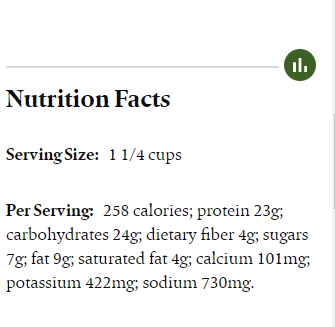 Nutrition Facts
Serving Size: 1 1/4 cups
Per Serving: 258 calories; protein 23g;
carbohydrates 24g; dietary fiber 4g; sugars
7g; fat 9g; saturated fat 4g; calcium 101mg;
potassium 422mg; sodium 730mg.